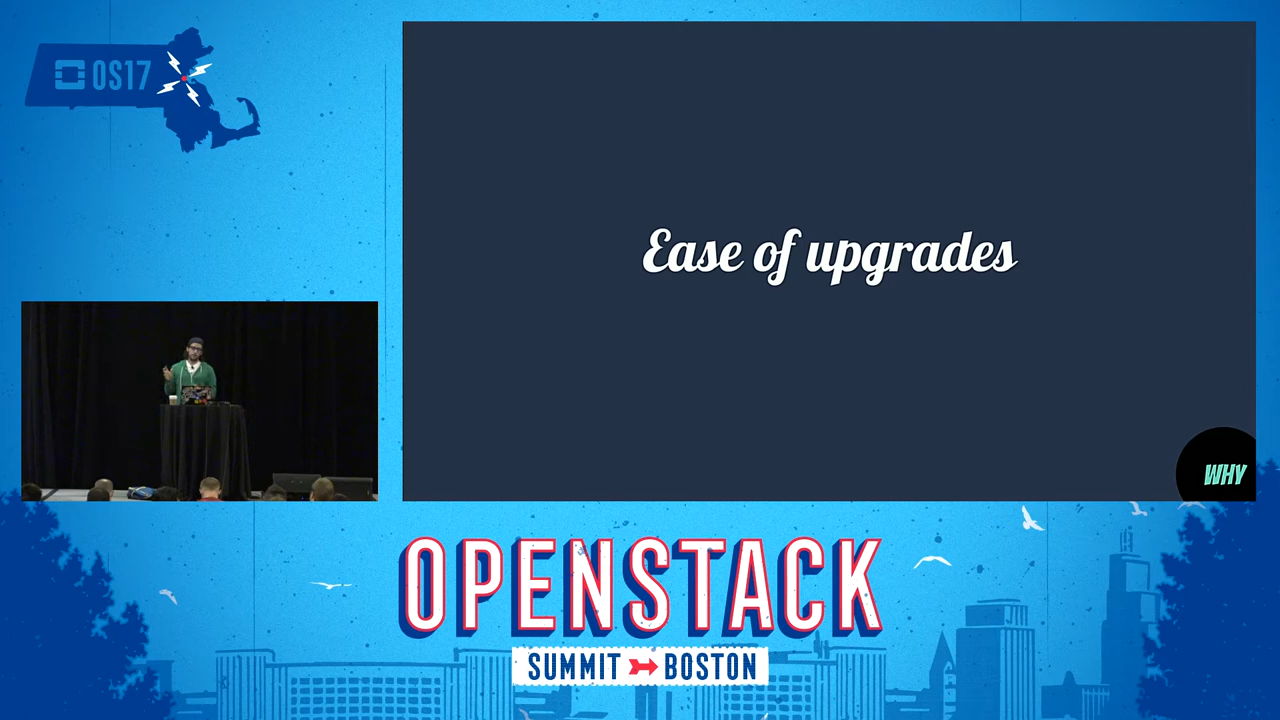 OS17
Ease of upgrades
WHY
OPENSTACK
SUMMIT BOSTON